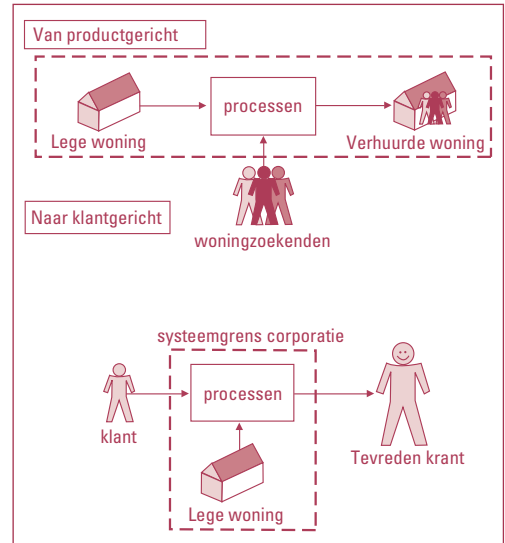 Van productgericht
processen
Lege woning
Verhuurde woning
Naar klantgericht
woningzoekenden
systeemgrens corporatie
processen
klant
Tevreden krant
Lege woning